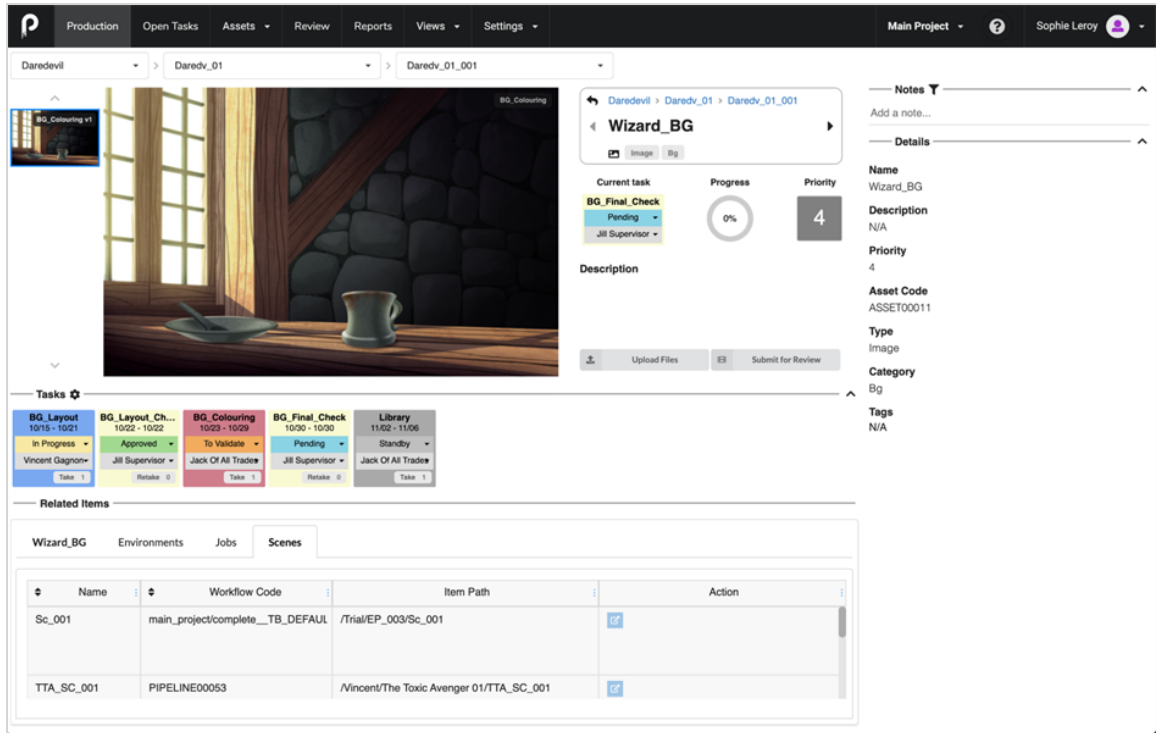 Production Open Tasks Assets Review Reports Views Settings Main Project Sophie Leroy
Daredevil > Daredv_01 > Daredv_01_001
BG_Colouring v1
BG_Colouring
Daredevil > Daredv_01 > Daredv_01_001
Wizard_BG
Image Bg
Current task Progress Priority
BG_Final_Check
Pending
Jill Supervisor
0%
4
Description
Upload Files Submit for Review
Notes
Add a note...
Details
Name
Wizard_BG
Description
N/A
Priority
4
Asset Code
ASSET00011
Type
Image
Category
Bg
Tags
N/A
Tasks
BG_Layout BG_Layout_Ch... BG_Colouring BG_Final_Check Library
10/15 - 10/21 10/22 - 10/22 10/23 - 10/29 10/30 - 10/30 11/02 - 11/06
In Progress Approved To Validate Pending Standby
Vincent Gagnon Jill Supervisor Jack Of All Trades Jill Supervisor Jack Of All Trades
Take 1 Retake 0 Take 1 Retake 0 Take 1
Related Items
Wizard_BG Environments Jobs Scenes
Name Workflow Code Item Path Action
Sc_001 main_project/complete__TB_DEFAUL /Trial/EP_003/Sc_001
TTA_SC_001 PIPELINE00053 /Vincent/The Toxic Avenger 01/TTA_SC_001